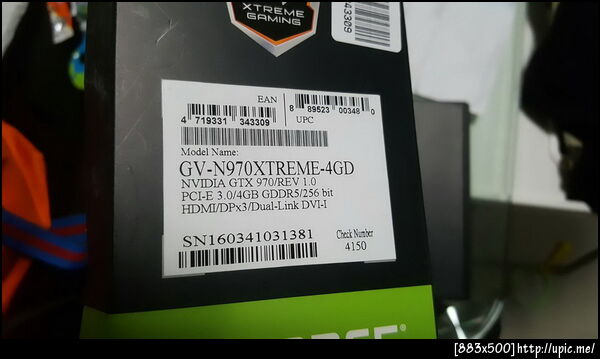 XTREME
GAMING
43309
EAN
4 719331 343309
8 89523 00348 0
UPC
Model Name:
GV-N970XTREME-4GD
NVIDIA GTX 970/REV 1.0
PCI-E 3.0/4GB GDDR5/256 bit
HDMI/DPx3/Dual-Link DVI-I
SN160341031381
Check Number
4150
[883x500]http://upic.me/